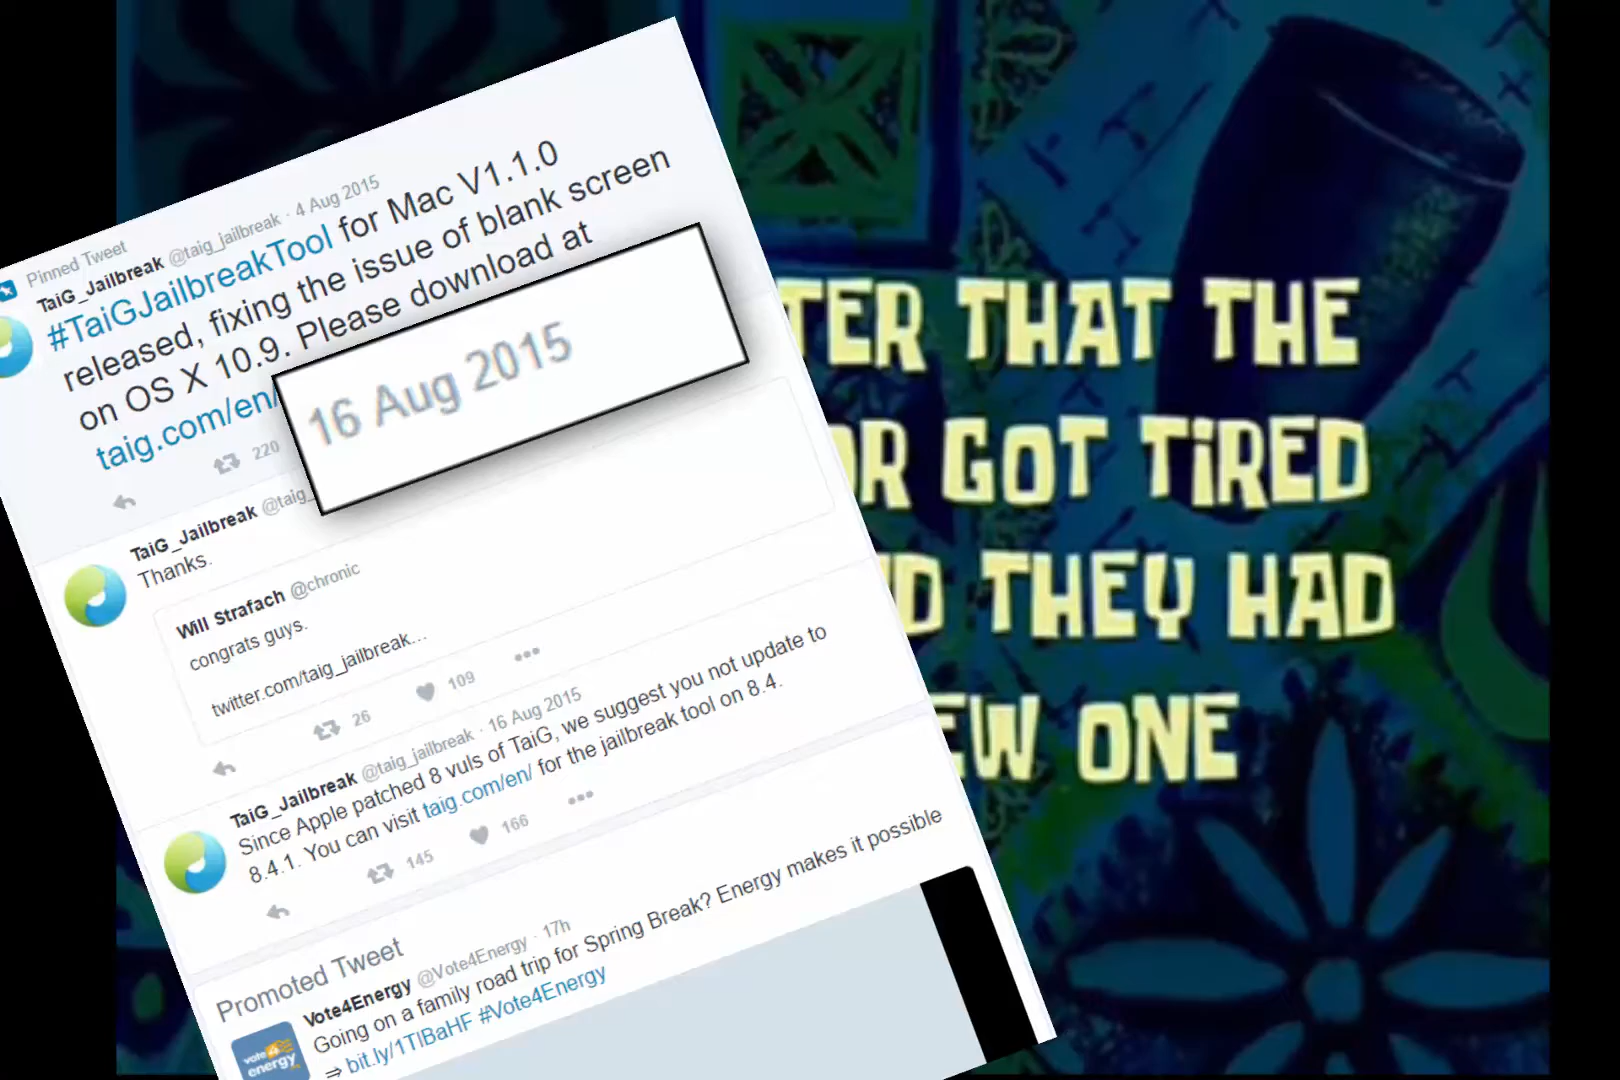 Pinned Tweet
TaiG_Jailbreak @taig_jailbreak · 4 Aug 2015
#TaiGJailbreakTool for Mac V1.1.0
released, fixing the issue of blank screen
on OS X 10.9. Please download at
taig.com/en/
220
16 Aug 2015
TaiG_Jailbreak @taig_
Thanks.
Will Strafach @chronic
congrats guys.
twitter.com/taig_jailbreak…
26 109
TaiG_Jailbreak @taig_jailbreak · 16 Aug 2015
Since Apple patched 8 vuls of TaiG, we suggest you not update to
8.4.1. You can visit taig.com/en/ for the jailbreak tool on 8.4.
145 166
Promoted Tweet
Vote4Energy @Vote4Energy · 17h
Going on a family road trip for Spring Break? Energy makes it possible
⇒ bit.ly/1TlBaHF #Vote4Energy
vote4
energy
TER THAT THE
OR GOT TiRED
D THEY HAD
EW ONE